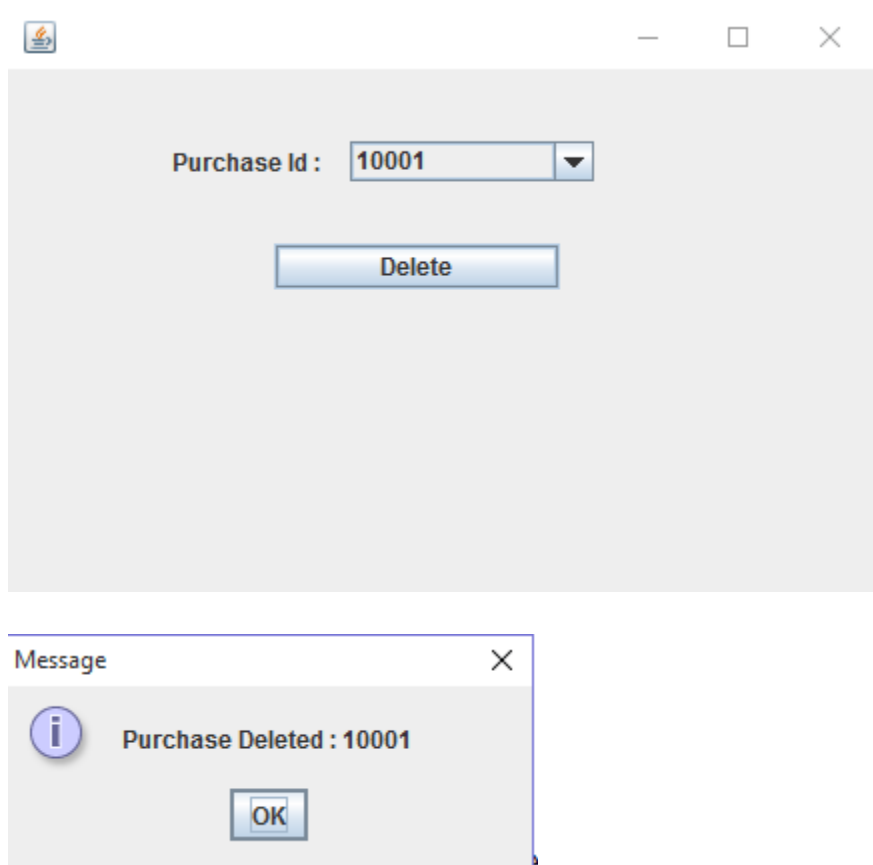 Purchase Id : 10001
Delete
Message
Purchase Deleted : 10001
OK